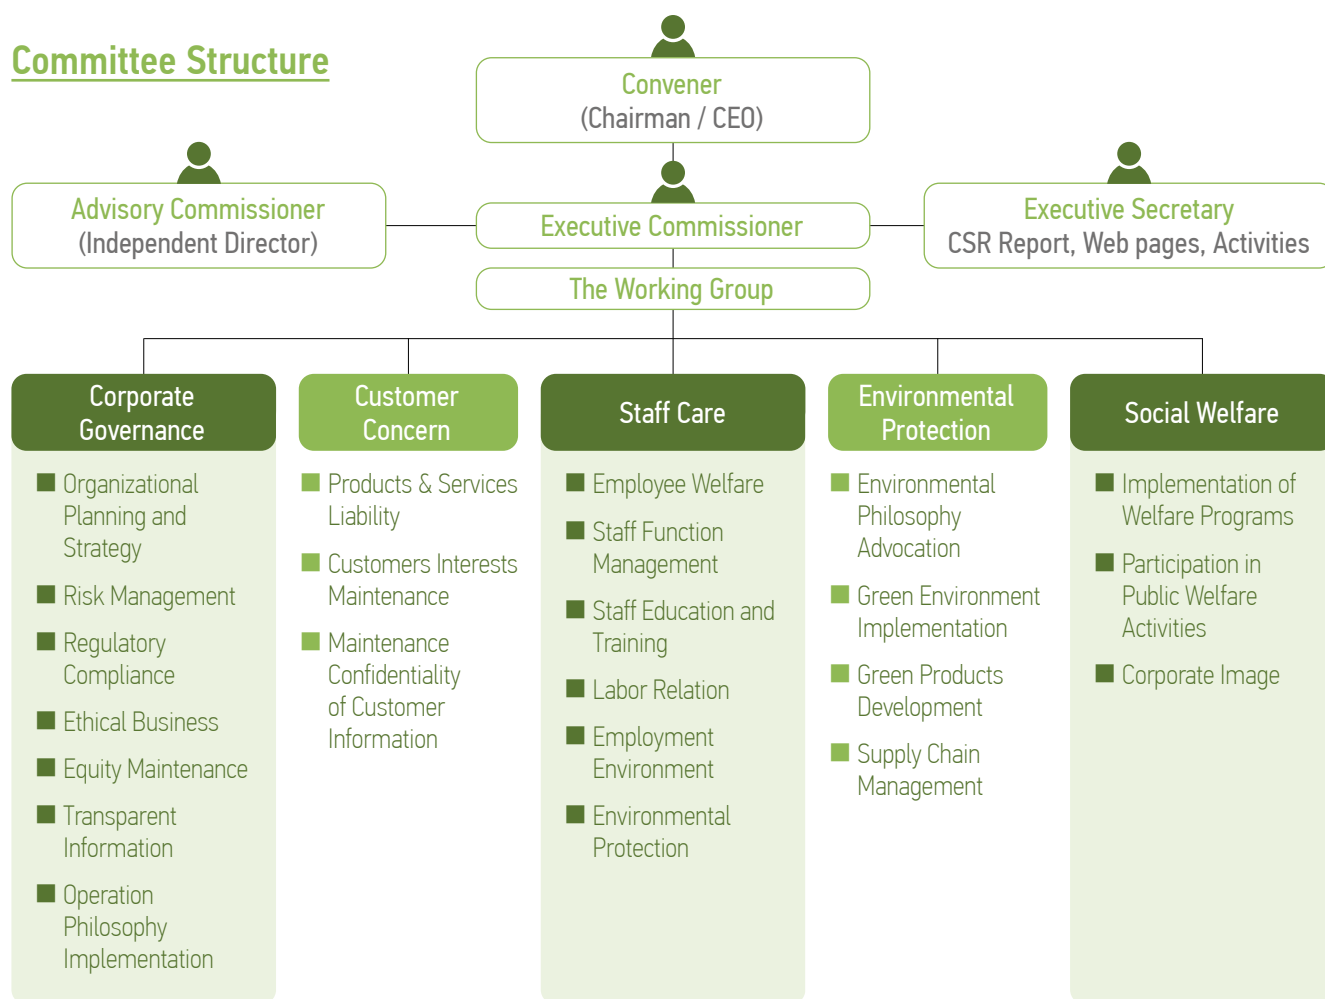 Committee Structure
Convener
(Chairman / CEO)
Advisory Commissioner
(Independent Director)
Executive Commissioner
Executive Secretary
CSR Report, Web pages, Activities
The Working Group
Corporate
Governance
Organizational
Planning and
Strategy
Risk Management
Regulatory
Compliance
Ethical Business
Equity Maintenance
Transparent
Information
Operation
Philosophy
Implementation
Customer
Concern
Products & Services
Liability
Customers Interests
Maintenance
Maintenance
Confidentiality
of Customer
Information
Staff Care
Employee Welfare
Staff Function
Management
Staff Education and
Training
Labor Relation
Employment
Environment
Environmental
Protection
Environmental
Protection
Environmental
Philosophy
Advocation
Green Environment
Implementation
Green Products
Development
Supply Chain
Management
Social Welfare
Implementation of
Welfare Programs
Participation in
Public Welfare
Activities
Corporate Image